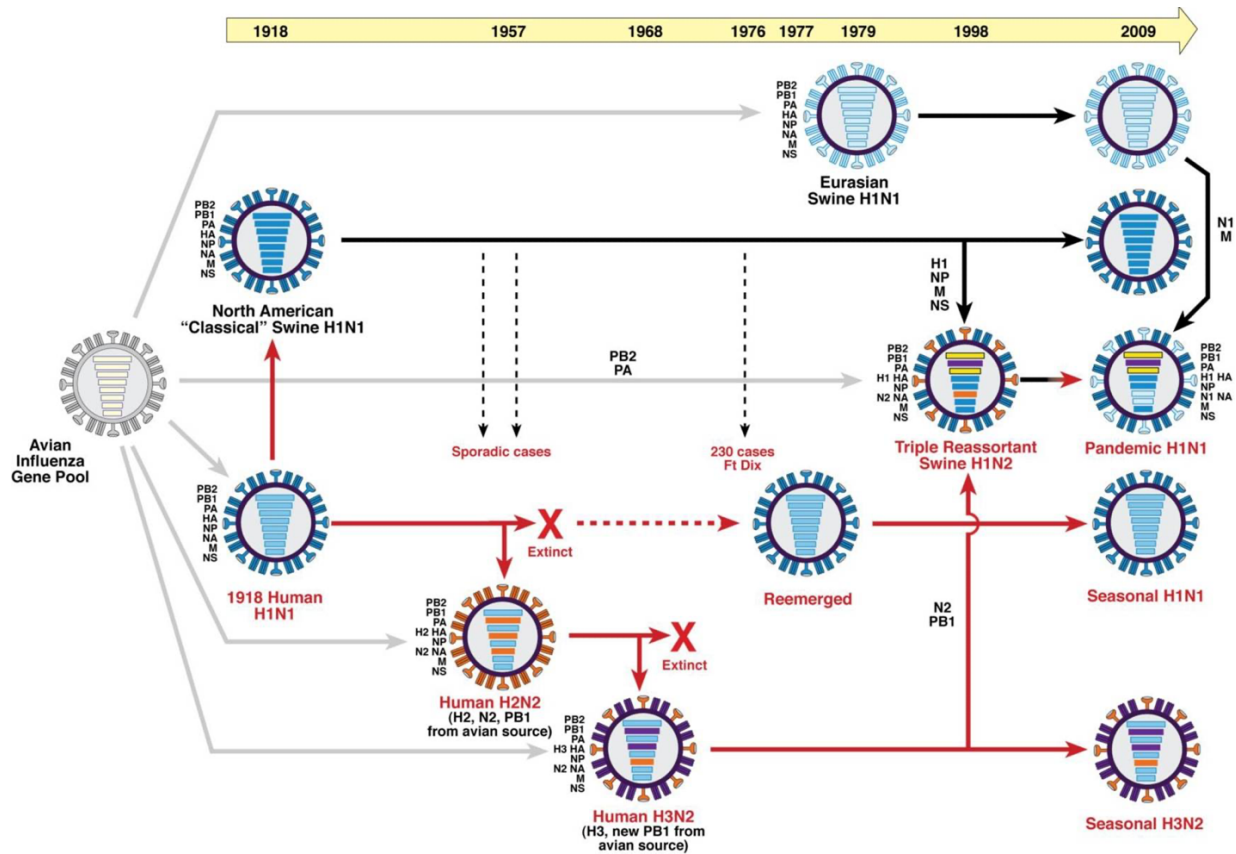 1918 1957 1968 1976 1977 1979 1998 2009
PB2
PB1
PA
HA
NP
NA
M
NS
Eurasian
Swine H1N1
N1
M
PB2
PB1
PA
HA
NP
NA
M
NS
North American
“Classical” Swine H1N1
H1
NP
M
NS
Avian
Influenza
Gene Pool
PB2
PA
PB2
PB1
PA
H1 HA
NP
N2 NA
M
NS
Triple Reassortant
Swine H1N2
PB2
PB1
PA
H1 HA
NP
N1 NA
M
NS
Pandemic H1N1
Sporadic cases
230 cases
Ft Dix
PB2
PB1
PA
HA
NP
NA
M
NS
1918 Human
H1N1
X
Extinct
Reemerged
Seasonal H1N1
PB2
PB1
PA
H2 HA
NP
N2 NA
M
NS
Human H2N2
(H2, N2, PB1
from avian source)
X
Extinct
N2
PB1
PB2
PB1
PA
H3 HA
NP
N2 NA
M
NS
Human H3N2
(H3, new PB1 from
avian source)
Seasonal H3N2